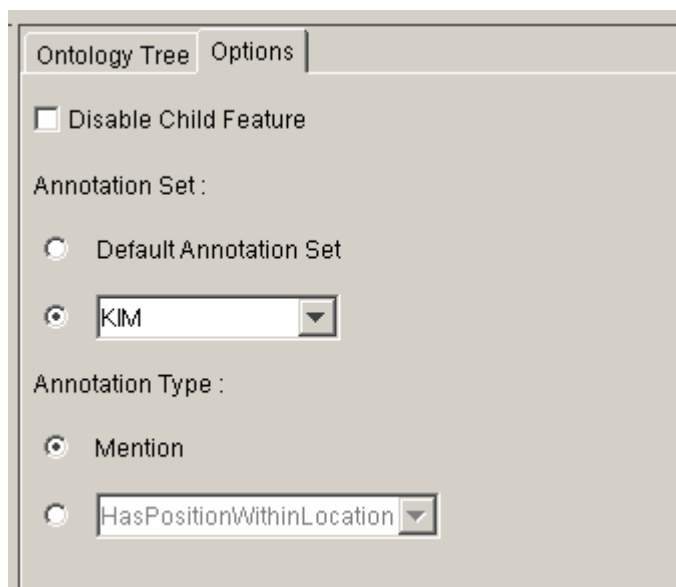 Ontology Tree Options
Disable Child Feature
Annotation Set :
Default Annotation Set
KIM
Annotation Type :
Mention
HasPositionWithinLocation